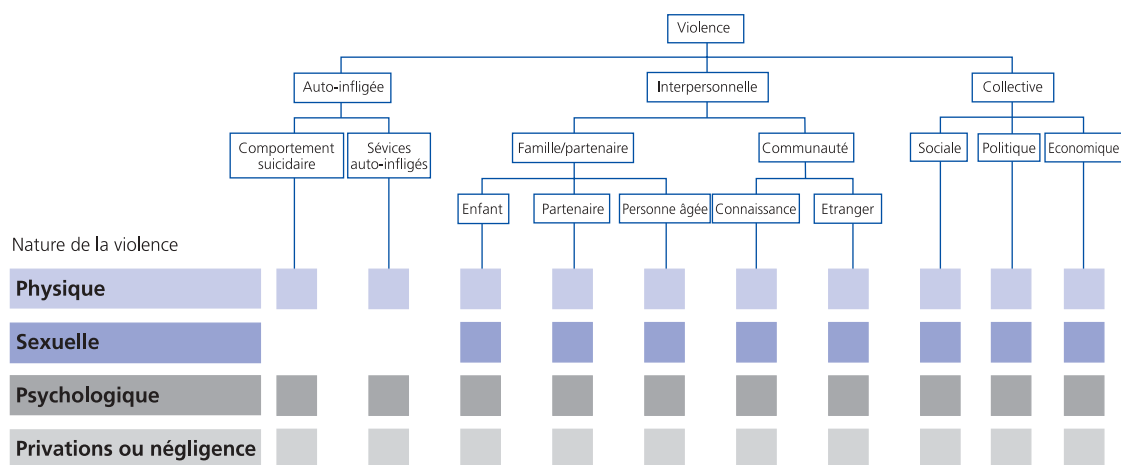 Violence
Auto-infligée
Interpersonnelle
Collective
Comportement
suicidaire
Sévices
auto-infligés
Famille/partenaire
Communauté
Sociale
Politique
Economique
Enfant
Partenaire
Personne âgée
Connaissance
Etranger
Nature de la violence
Physique
Sexuelle
Psychologique
Privations ou négligence